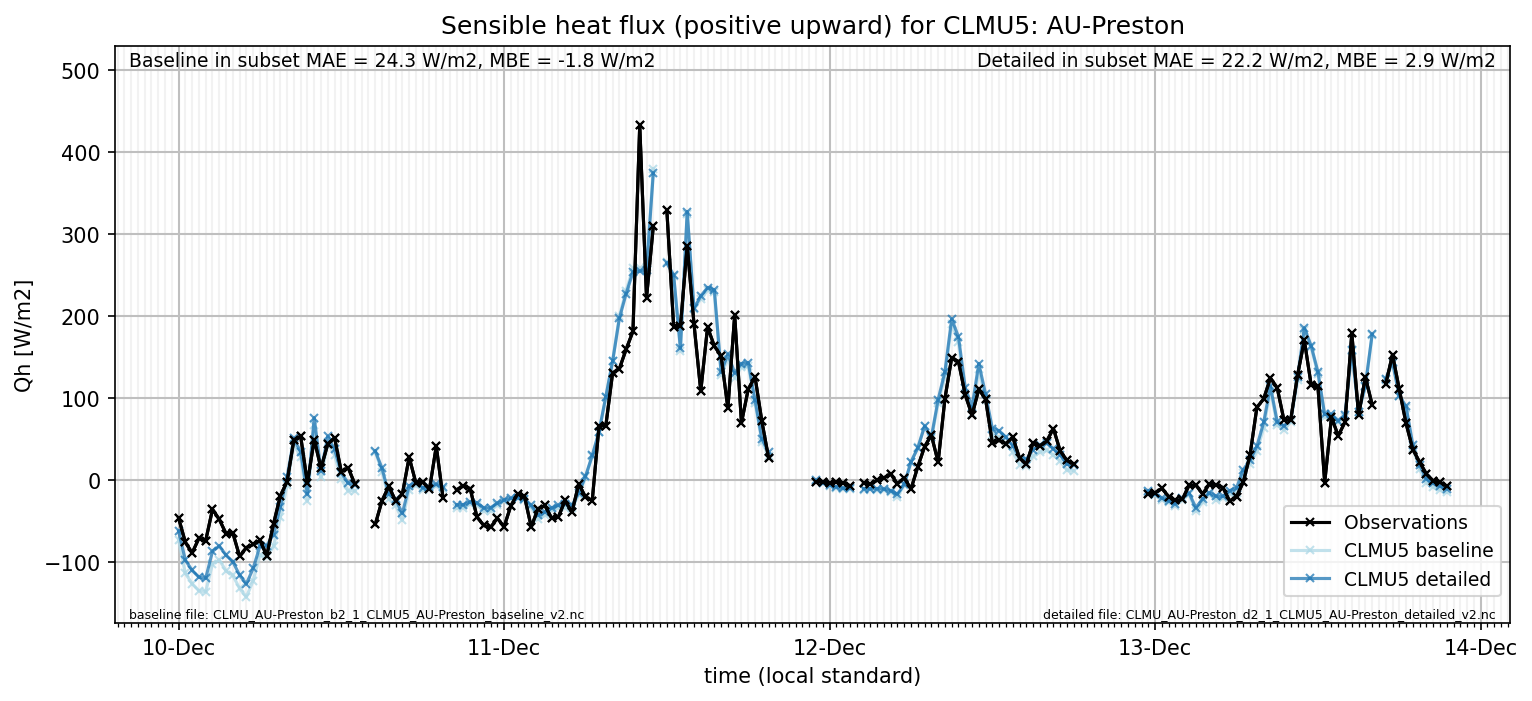 Sensible heat flux (positive upward) for CLMU5: AU-Preston
Baseline in subset MAE = 24.3 W/m2, MBE = -1.8 W/m2
Detailed in subset MAE = 22.2 W/m2, MBE = 2.9 W/m2
Qh [W/m2]
500
400
300
200
100
0
−100
Observations
CLMU5 baseline
CLMU5 detailed
baseline file: CLMU_AU-Preston_b2_1_CLMU5_AU-Preston_baseline_v2.nc
detailed file: CLMU_AU-Preston_d2_1_CLMU5_AU-Preston_detailed_v2.nc
10-Dec
11-Dec
12-Dec
13-Dec
14-Dec
time (local standard)